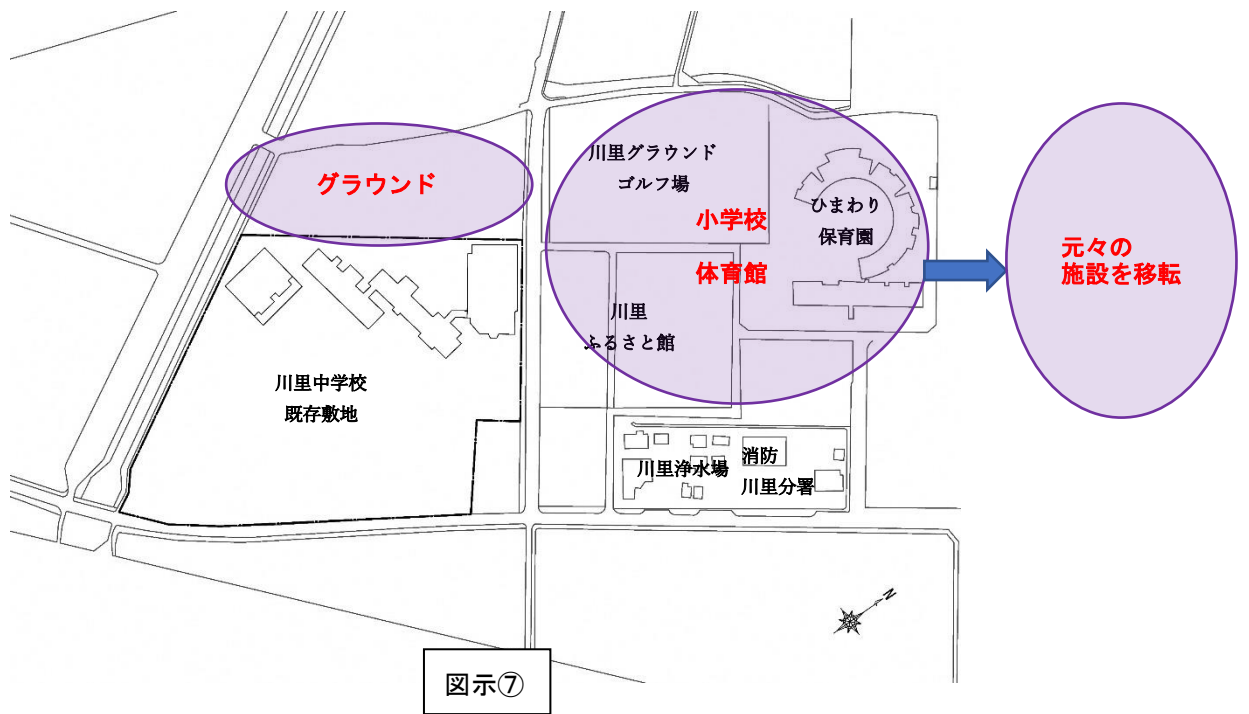 グラウンド
川里グラウンド
ゴルフ場
ひまわり
保育園
小学校
体育館
元々の
施設を移転
川里
ふるさと館
川里中学校
既存敷地
川里浄水場
消防
川里分署
N
図示⑦